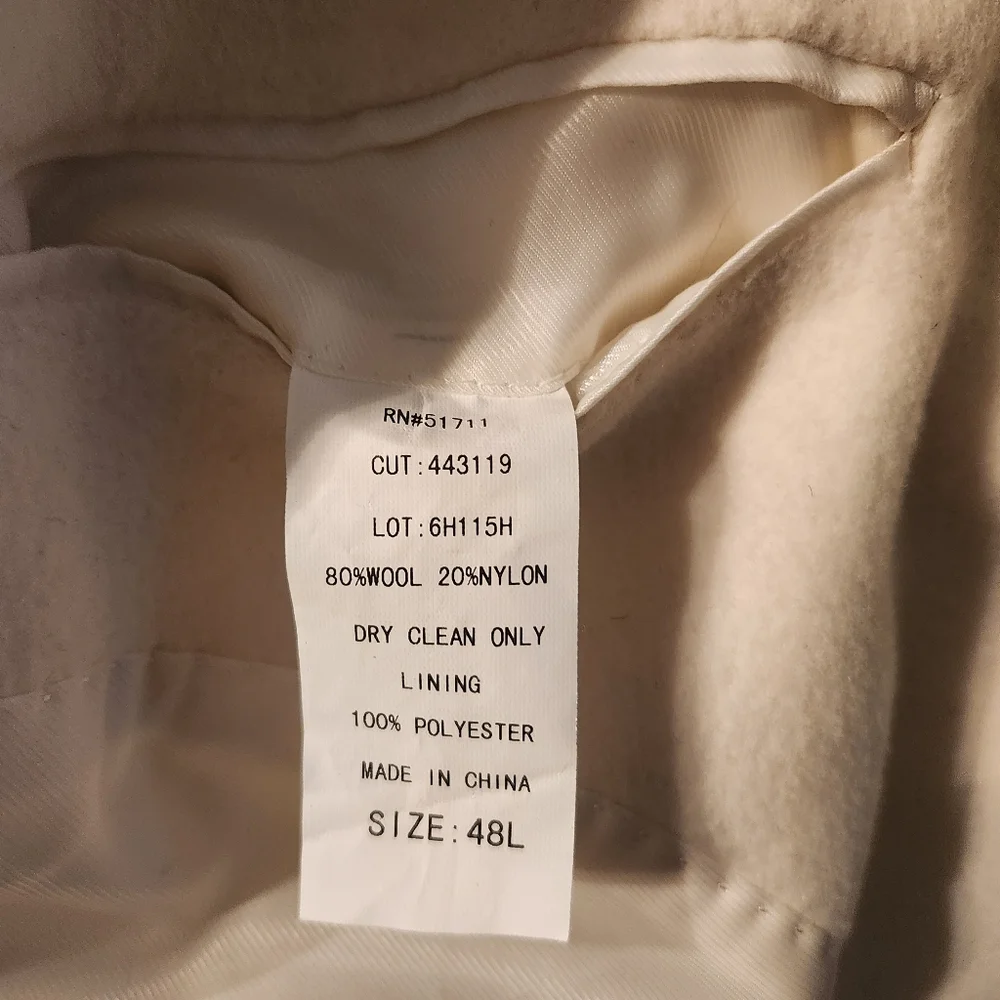 RN#51711
CUT:443119
LOT:6H115H
80%WOOL 20%NYLON
DRY CLEAN ONLY
LINING
100% POLYESTER
MADE IN CHINA
SIZE:48L